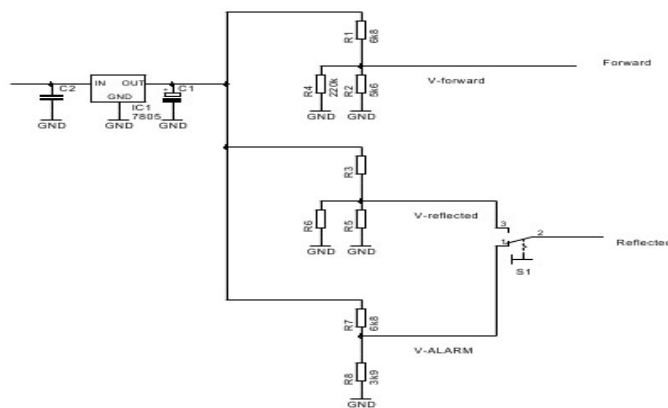 R1
6k8
Forward
V-forward
R4
220k
R2
5k6
GND
GND
C2
IN OUT
GND
C1
+
IC1
7805
GND
GND
GND
R3
V-reflected
R6
R5
GND
GND
3
1
2
Reflected
S1
R7
6k8
V-ALARM
R8
3k9
GND